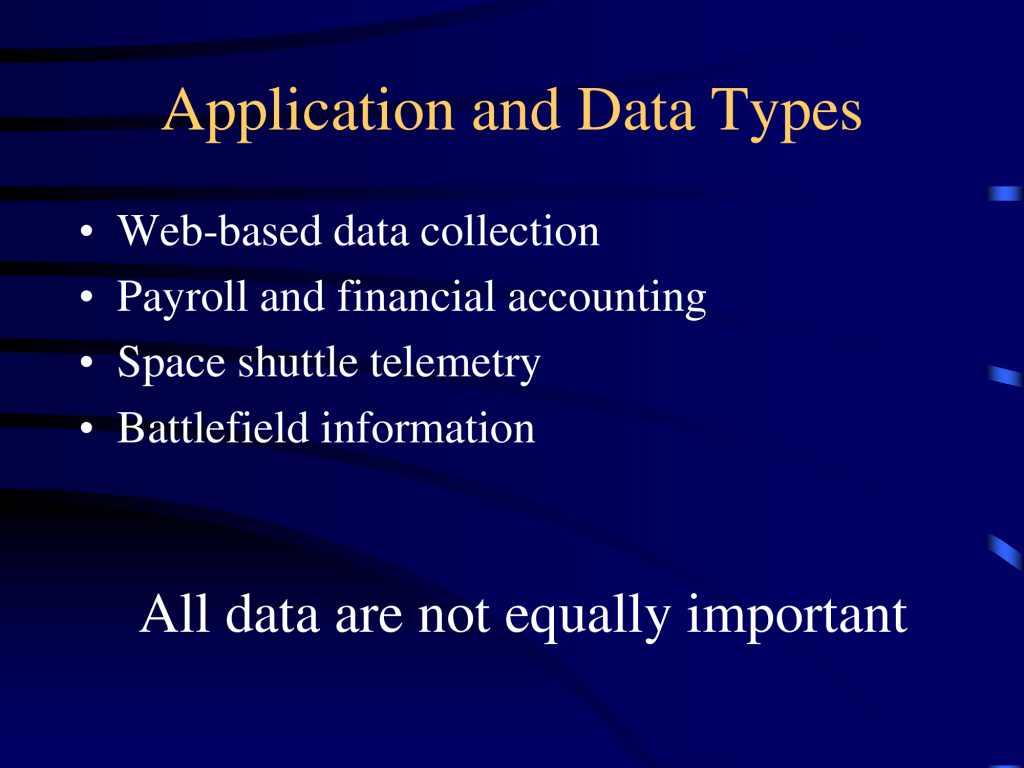 Application and Data Types
• Web-based data collection
• Payroll and financial accounting
• Space shuttle telemetry
• Battlefield information
All data are not equally important